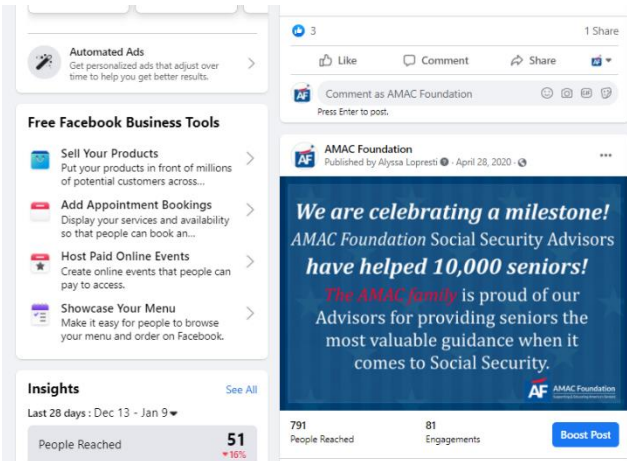 Automated Ads
Get personalized ads that adjust over
time to help you get better results.
Free Facebook Business Tools
Sell Your Products
Put your products in front of millions
of potential customers across...
Add Appointment Bookings
Display your services and availability
so that people can book an...
Host Paid Online Events
Create online events that people can
pay to access.
Showcase Your Menu
Make it easy for people to browse
your menu and order on Facebook.
Insights
See All
Last 28 days : Dec 13 - Jan 9
People Reached
51
16%
3
1 Share
Like
Comment
Share
AF
Comment as AMAC Foundation
GIF
Press Enter to post.
AF
AMAC Foundation
Published by Alyssa Lopresti · April 28, 2020 ·
We are celebrating a milestone!
AMAC Foundation Social Security Advisors
have helped 10,000 seniors!
The AMAC family is proud of our
Advisors for providing seniors the
most valuable guidance when it
comes to Social Security.
AF AMAC Foundation
791
People Reached
81
Engagements
Boost Post